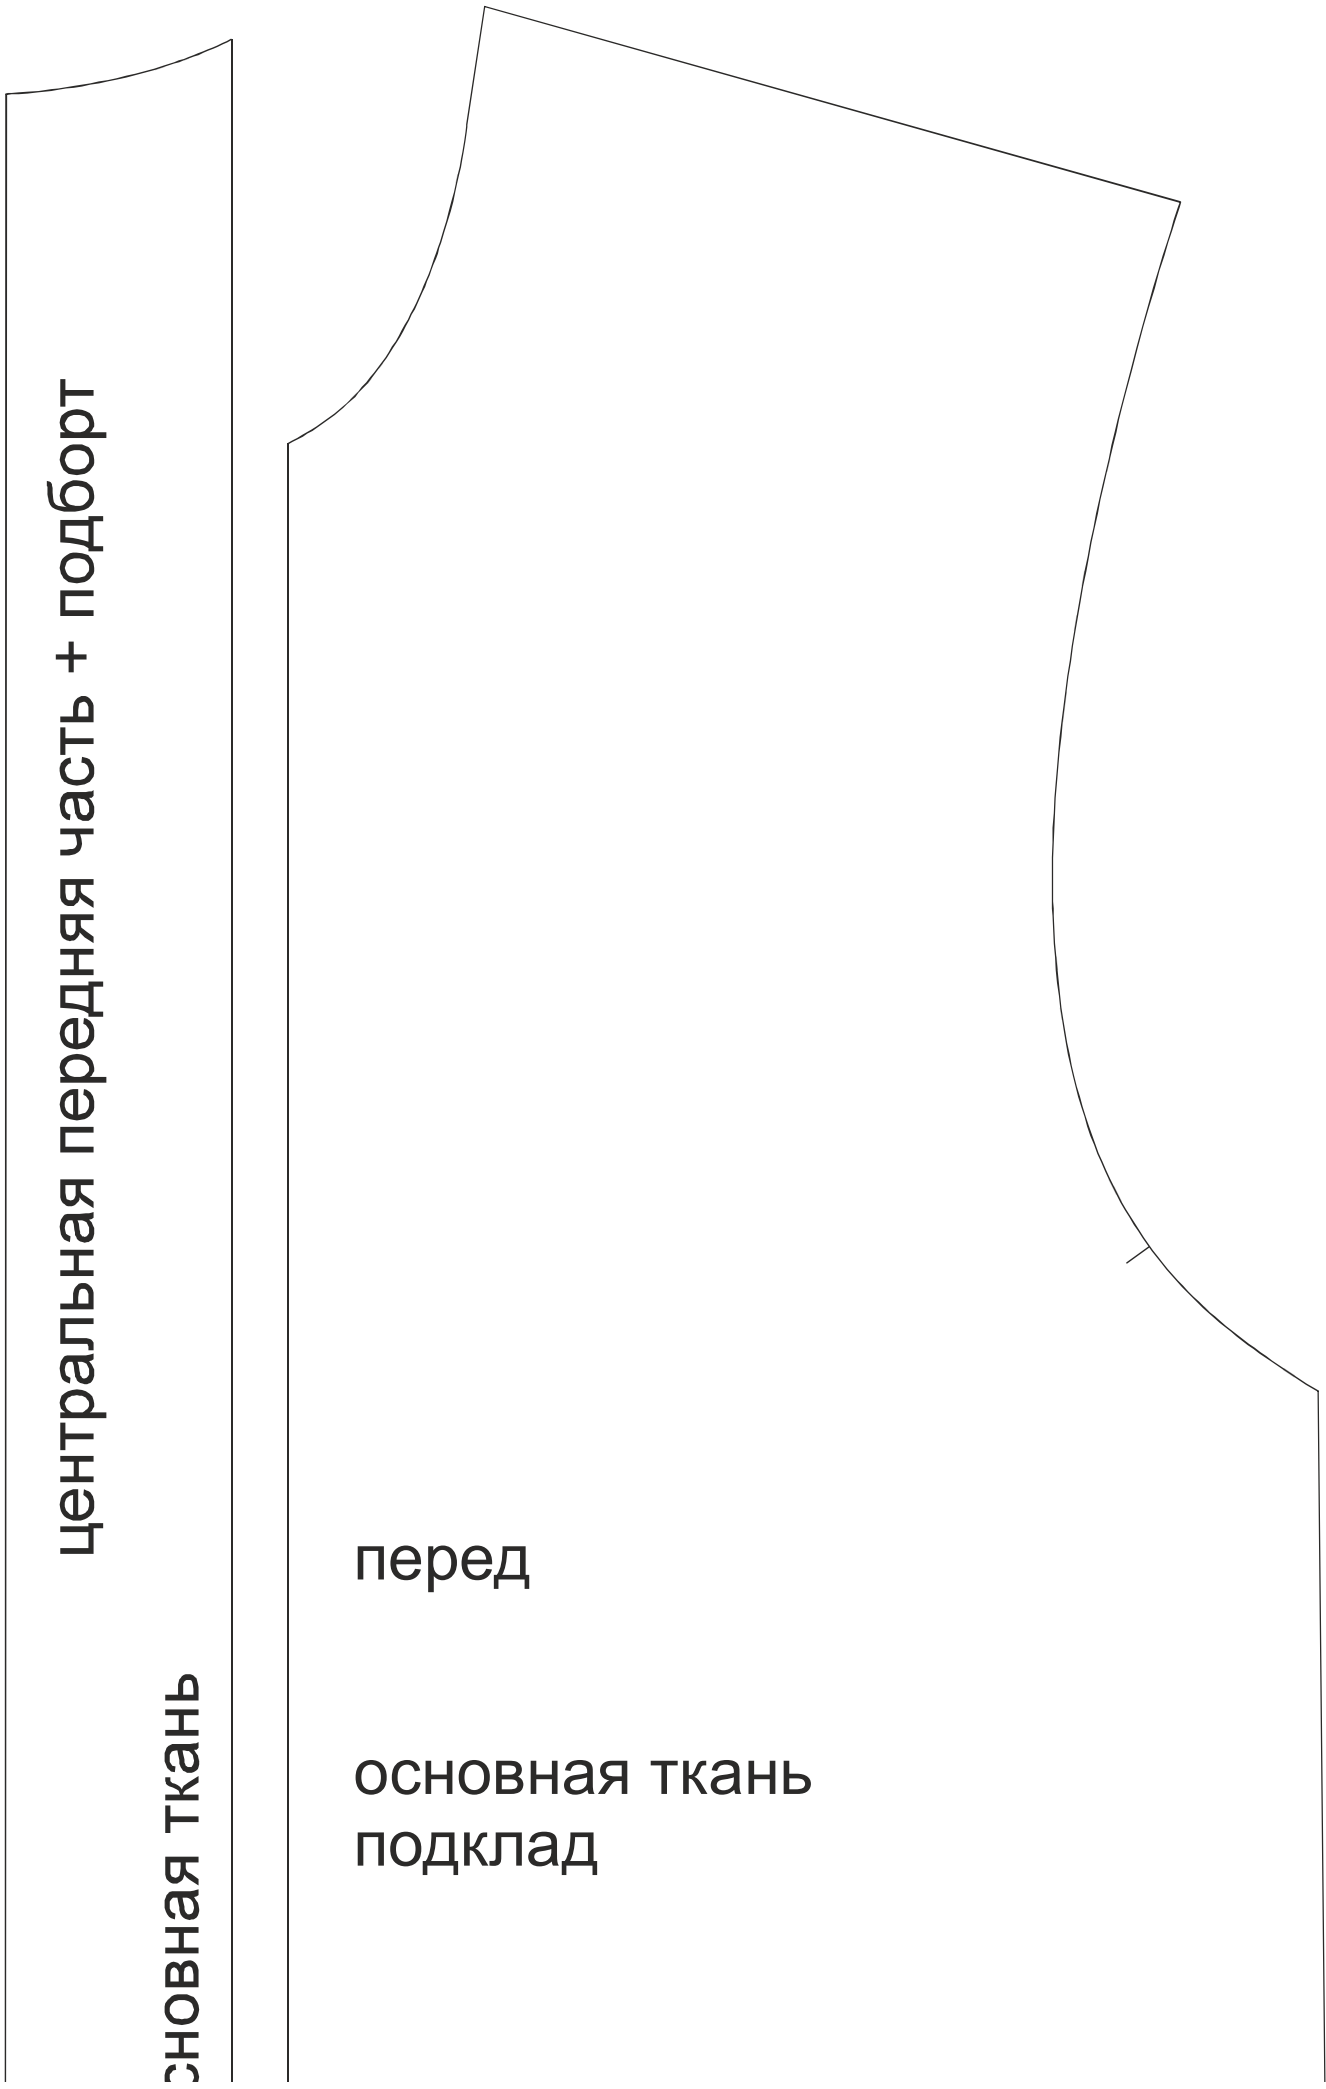 центральная передняя часть + подборт
сновная ткань
перед
основная ткань
подклад